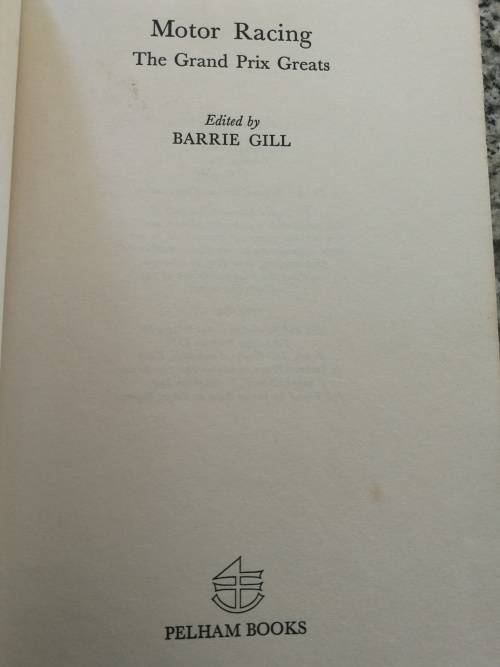 Motor Racing
The Grand Prix Greats
Edited by
BARRIE GILL
PELHAM BOOKS